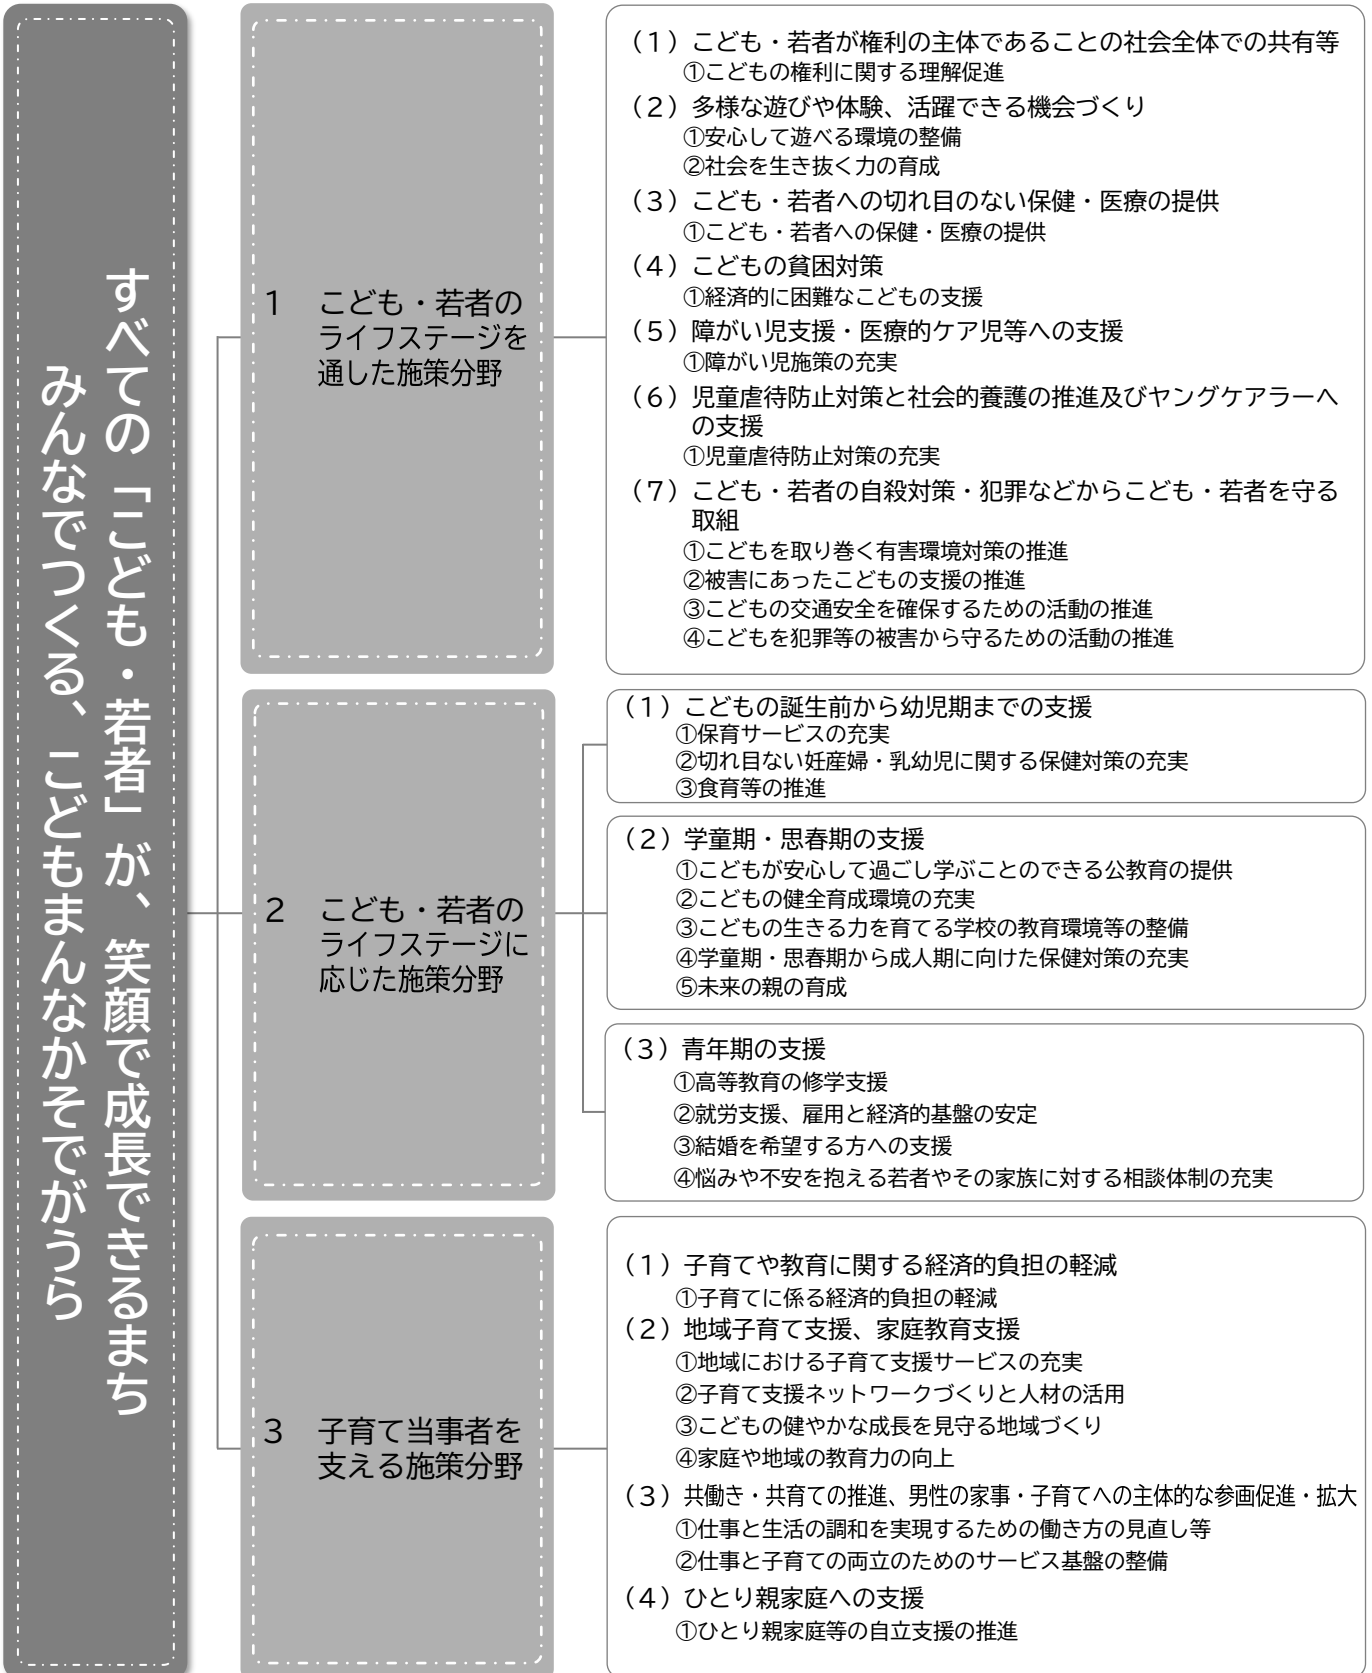 すべての「こども・若者」が、笑顔で成長できるまち
みんなでつくる、こどもまんなかそでがうら
1 こども・若者の
ライフステージを
通した施策分野
(1)こども・若者が権利の主体であることの社会全体での共有等
①こどもの権利に関する理解促進
(2)多様な遊びや体験、活躍できる機会づくり
①安心して遊べる環境の整備
②社会を生き抜く力の育成
(3)こども・若者への切れ目のない保健・医療の提供
①こども・若者への保健・医療の提供
(4)こどもの貧困対策
①経済的に困難なこどもの支援
(5)障がい児支援・医療的ケア児等への支援
①障がい児施策の充実
(6)児童虐待防止対策と社会的養護の推進及びヤングケアラーへ
の支援
①児童虐待防止対策の充実
(7)こども・若者の自殺対策・犯罪などからこども・若者を守る
取組
①こどもを取り巻く有害環境対策の推進
②被害にあったこどもの支援の推進
③こどもの交通安全を確保するための活動の推進
④こどもを犯罪等の被害から守るための活動の推進
2 こども・若者の
ライフステージに
応じた施策分野
(1)こどもの誕生前から幼児期までの支援
①保育サービスの充実
②切れ目ない妊産婦・乳幼児に関する保健対策の充実
③食育等の推進
(2)学童期・思春期の支援
①こどもが安心して過ごし学ぶことのできる公教育の提供
②こどもの健全育成環境の充実
③こどもの生きる力を育てる学校の教育環境等の整備
④学童期・思春期から成人期に向けた保健対策の充実
⑤未来の親の育成
(3)青年期の支援
①高等教育の修学支援
②就労支援、雇用と経済的基盤の安定
③結婚を希望する方への支援
④悩みや不安を抱える若者やその家族に対する相談体制の充実
3 子育て当事者を
支える施策分野
(1)子育てや教育に関する経済的負担の軽減
①子育てに係る経済的負担の軽減
(2)地域子育て支援、家庭教育支援
①地域における子育て支援サービスの充実
②子育て支援ネットワークづくりと人材の活用
③こどもの健やかな成長を見守る地域づくり
④家庭や地域の教育力の向上
(3)共働き・共育ての推進、男性の家事・子育てへの主体的な参画促進・拡大
①仕事と生活の調和を実現するための働き方の見直し等
②仕事と子育ての両立のためのサービス基盤の整備
(4)ひとり親家庭への支援
①ひとり親家庭等の自立支援の推進